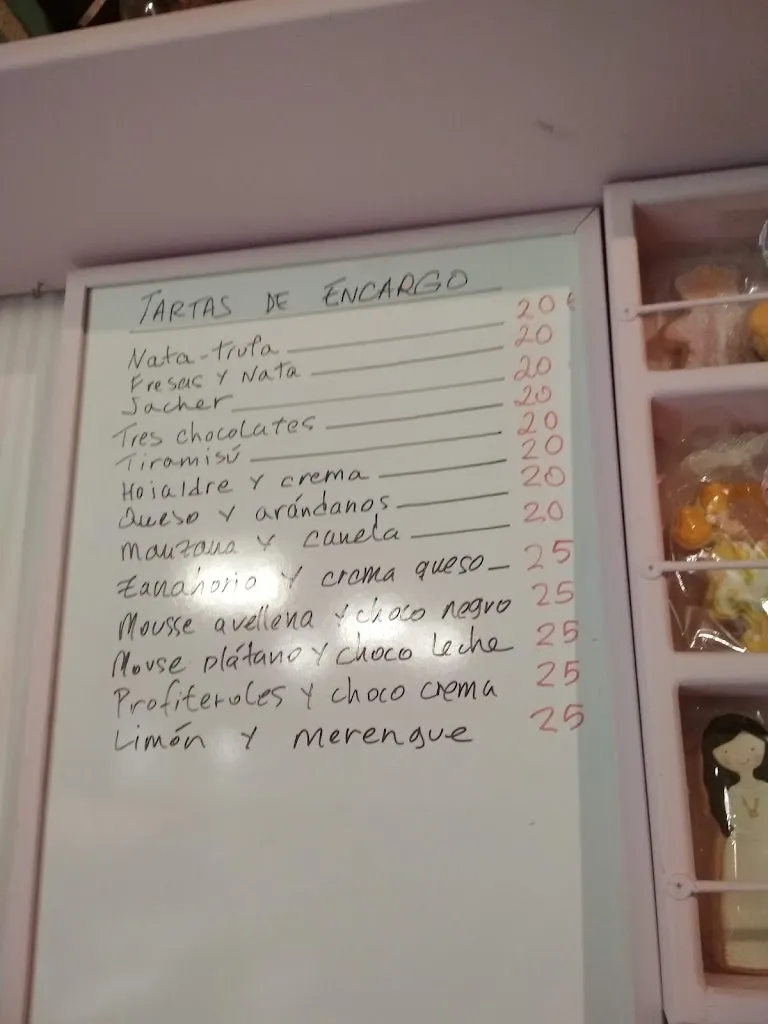 TARTAS DE ENCARGO
Nata-trufa 20€
Fresas y Nata 20
Sacher 20
Tres chocolates 20
Tiramisú 20
Hojaldre y crema 20
Queso y arándanos 20
Manzana y canela 20
Zanahorio y crema queso 25
Mousse avellena y choco negro 25
Mouse plátano y choco leche 25
Profiteroles y choco crema 25
Limón y merengue 25